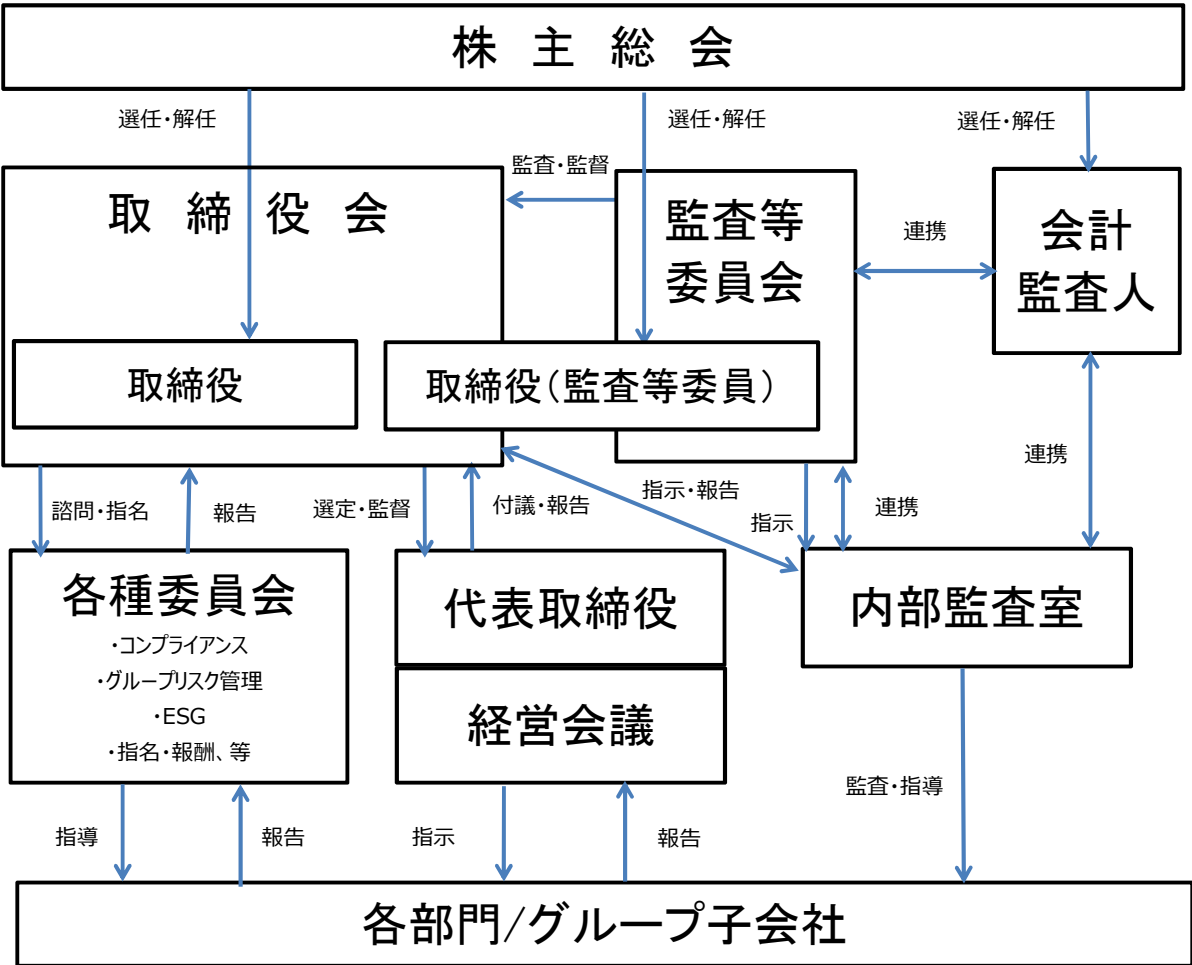 株 主 総 会
選任・解任
選任・解任
選任・解任
監査・監督
取 締 役 会
監査等
委員会
連携
会計
監査人
取締役
取締役（監査等委員）
諮問・指名
報告
選定・監督
付議・報告
指示・報告
指示
連携
連携
各種委員会
・コンプライアンス
・グループリスク管理
・ESG
・指名・報酬、等
代表取締役
経営会議
内部監査室
指導
報告
指示
報告
監査・指導
各部門/グループ子会社